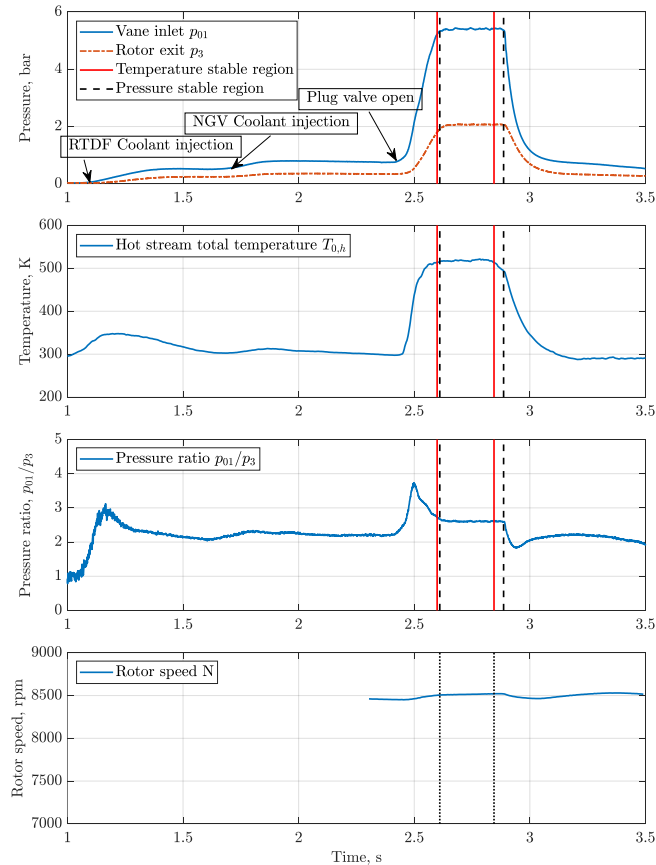 6
4
2
0
Pressure, bar
Vane inlet p01
Rotor exit p3
Temperature stable region
Pressure stable region
Plug valve open
NGV Coolant injection
RTDF Coolant injection
1
1.5
2
2.5
3
3.5
600
500
400
300
200
Temperature, K
Hot stream total temperature T0,h
1
1.5
2
2.5
3
3.5
5
4
3
2
1
0
Pressure ratio, p01/p3
Pressure ratio p01/p3
1
1.5
2
2.5
3
3.5
9000
8500
8000
7500
7000
Rotor speed, rpm
Rotor speed N
1
1.5
2
2.5
3
3.5
Time, s